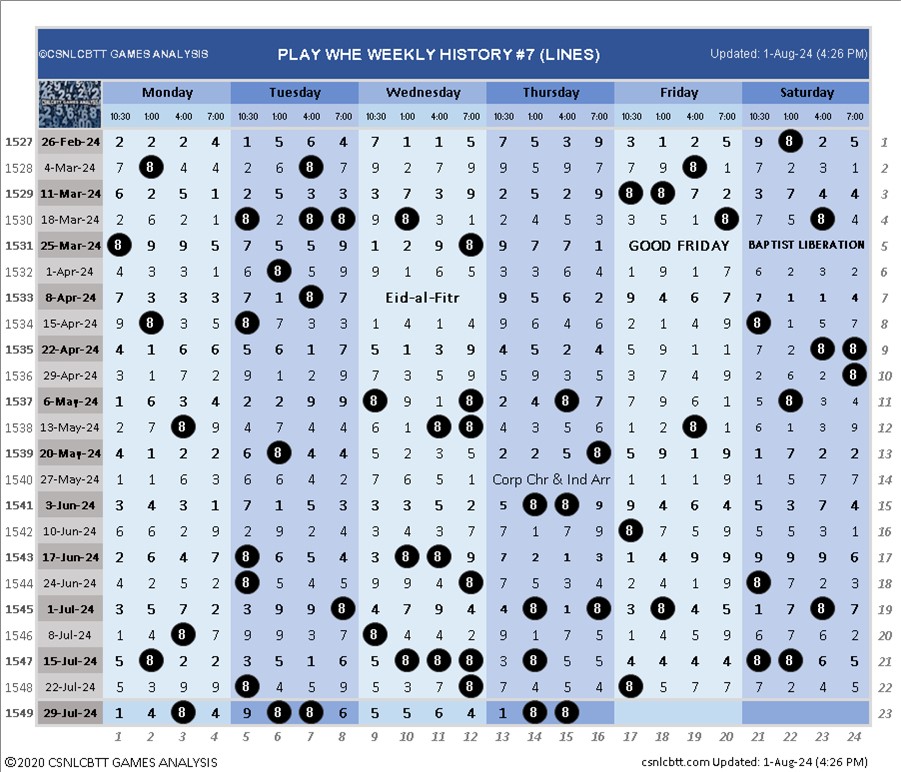 ©CSNLCBTT GAMES ANALYSIS PLAY WHE WEEKLY HISTORY #7 (LINES) Updated: 1-Aug-24 (4:26 PM)
Monday Tuesday Wednesday Thursday Friday Saturday
10:30 1:00 4:00 7:00 10:30 1:00 4:00 7:00 10:30 1:00 4:00 7:00 10:30 1:00 4:00 7:00 10:30 1:00 4:00 7:00 10:30 1:00 4:00 7:00
1527 26-Feb-24 2 2 2 4 1 5 6 4 7 1 1 5 7 5 3 9 3 1 2 5 9 8 2 5 1
1528 4-Mar-24 7 8 4 4 2 6 8 7 9 2 7 9 9 5 9 7 7 9 8 1 7 2 3 1 2
1529 11-Mar-24 6 2 5 1 2 5 3 3 3 7 3 9 2 5 2 9 8 8 7 2 3 7 4 4 3
1530 18-Mar-24 2 6 2 1 8 2 8 8 9 8 3 1 2 4 5 3 3 5 1 8 7 5 8 4 4
1531 25-Mar-24 8 9 9 5 7 5 5 9 1 2 9 8 9 7 7 1 GOOD FRIDAY BAPTIST LIBERATION 5
1532 1-Apr-24 4 3 3 1 6 8 5 9 9 1 6 5 3 3 6 4 1 9 1 7 6 2 3 2 6
1533 8-Apr-24 7 3 3 3 7 1 8 7 Eid-al-Fitr 9 5 6 2 9 4 6 7 7 1 1 4 7
1534 15-Apr-24 9 8 3 5 8 7 3 3 1 4 1 4 9 6 4 6 2 1 4 9 8 1 5 7 8
1535 22-Apr-24 4 1 6 6 5 6 1 7 5 1 3 9 4 5 2 4 5 9 1 1 7 2 8 8 9
1536 29-Apr-24 3 1 7 2 9 1 2 9 7 3 5 9 5 9 3 5 3 7 6 4 2 6 2 8 10
1537 6-May-24 1 6 3 4 2 2 9 9 8 9 1 8 2 4 8 7 7 9 6 1 5 8 3 4 11
1538 13-May-24 2 7 8 9 4 7 4 4 6 1 8 8 4 3 5 6 1 9 8 2 6 1 3 9 12
1539 20-May-24 4 1 2 2 6 8 4 4 5 2 3 5 2 2 5 8 5 9 1 9 1 7 2 2 13
1540 27-May-24 1 1 6 3 6 6 4 2 7 6 5 1 Corp Chr & Ind Arr 1 1 1 9 1 5 5 7 14
1541 3-Jun-24 3 4 3 1 7 1 5 3 3 3 5 2 5 8 8 9 9 4 6 4 5 3 7 4 15
1542 10-Jun-24 6 6 2 9 2 9 2 4 3 4 3 7 7 1 7 9 8 7 5 9 5 5 3 1 16
1543 17-Jun-24 2 6 4 7 8 6 5 4 3 8 8 9 7 2 1 3 1 4 9 9 9 9 9 6 17
1544 24-Jun-24 4 2 5 2 8 5 4 5 9 9 4 8 7 5 3 4 2 4 1 9 8 7 2 3 18
1545 1-Jul-24 3 5 7 2 3 9 9 8 4 7 9 4 4 8 1 8 3 8 4 5 1 7 8 7 19
1546 8-Jul-24 1 4 8 7 9 9 3 7 8 4 4 2 9 1 7 5 1 4 5 9 6 7 6 2 20
1547 15-Jul-24 5 8 2 2 3 5 1 6 5 8 8 8 3 8 5 5 4 4 4 4 8 8 6 5 21
1548 22-Jul-24 5 3 9 9 8 4 5 9 5 3 7 8 7 4 5 4 8 5 7 7 7 2 4 5 22
1549 29-Jul-24 1 4 8 4 9 8 8 6 5 5 6 4 1 8 8 23
1 2 3 4 5 6 7 8 9 10 11 12 13 14 15 16 17 18 19 20 21 22 23 24
©2020 CSNLCBTT GAMES ANALYSIS csnlcbtt.com Updated: 1-Aug-24 (4:26 PM)